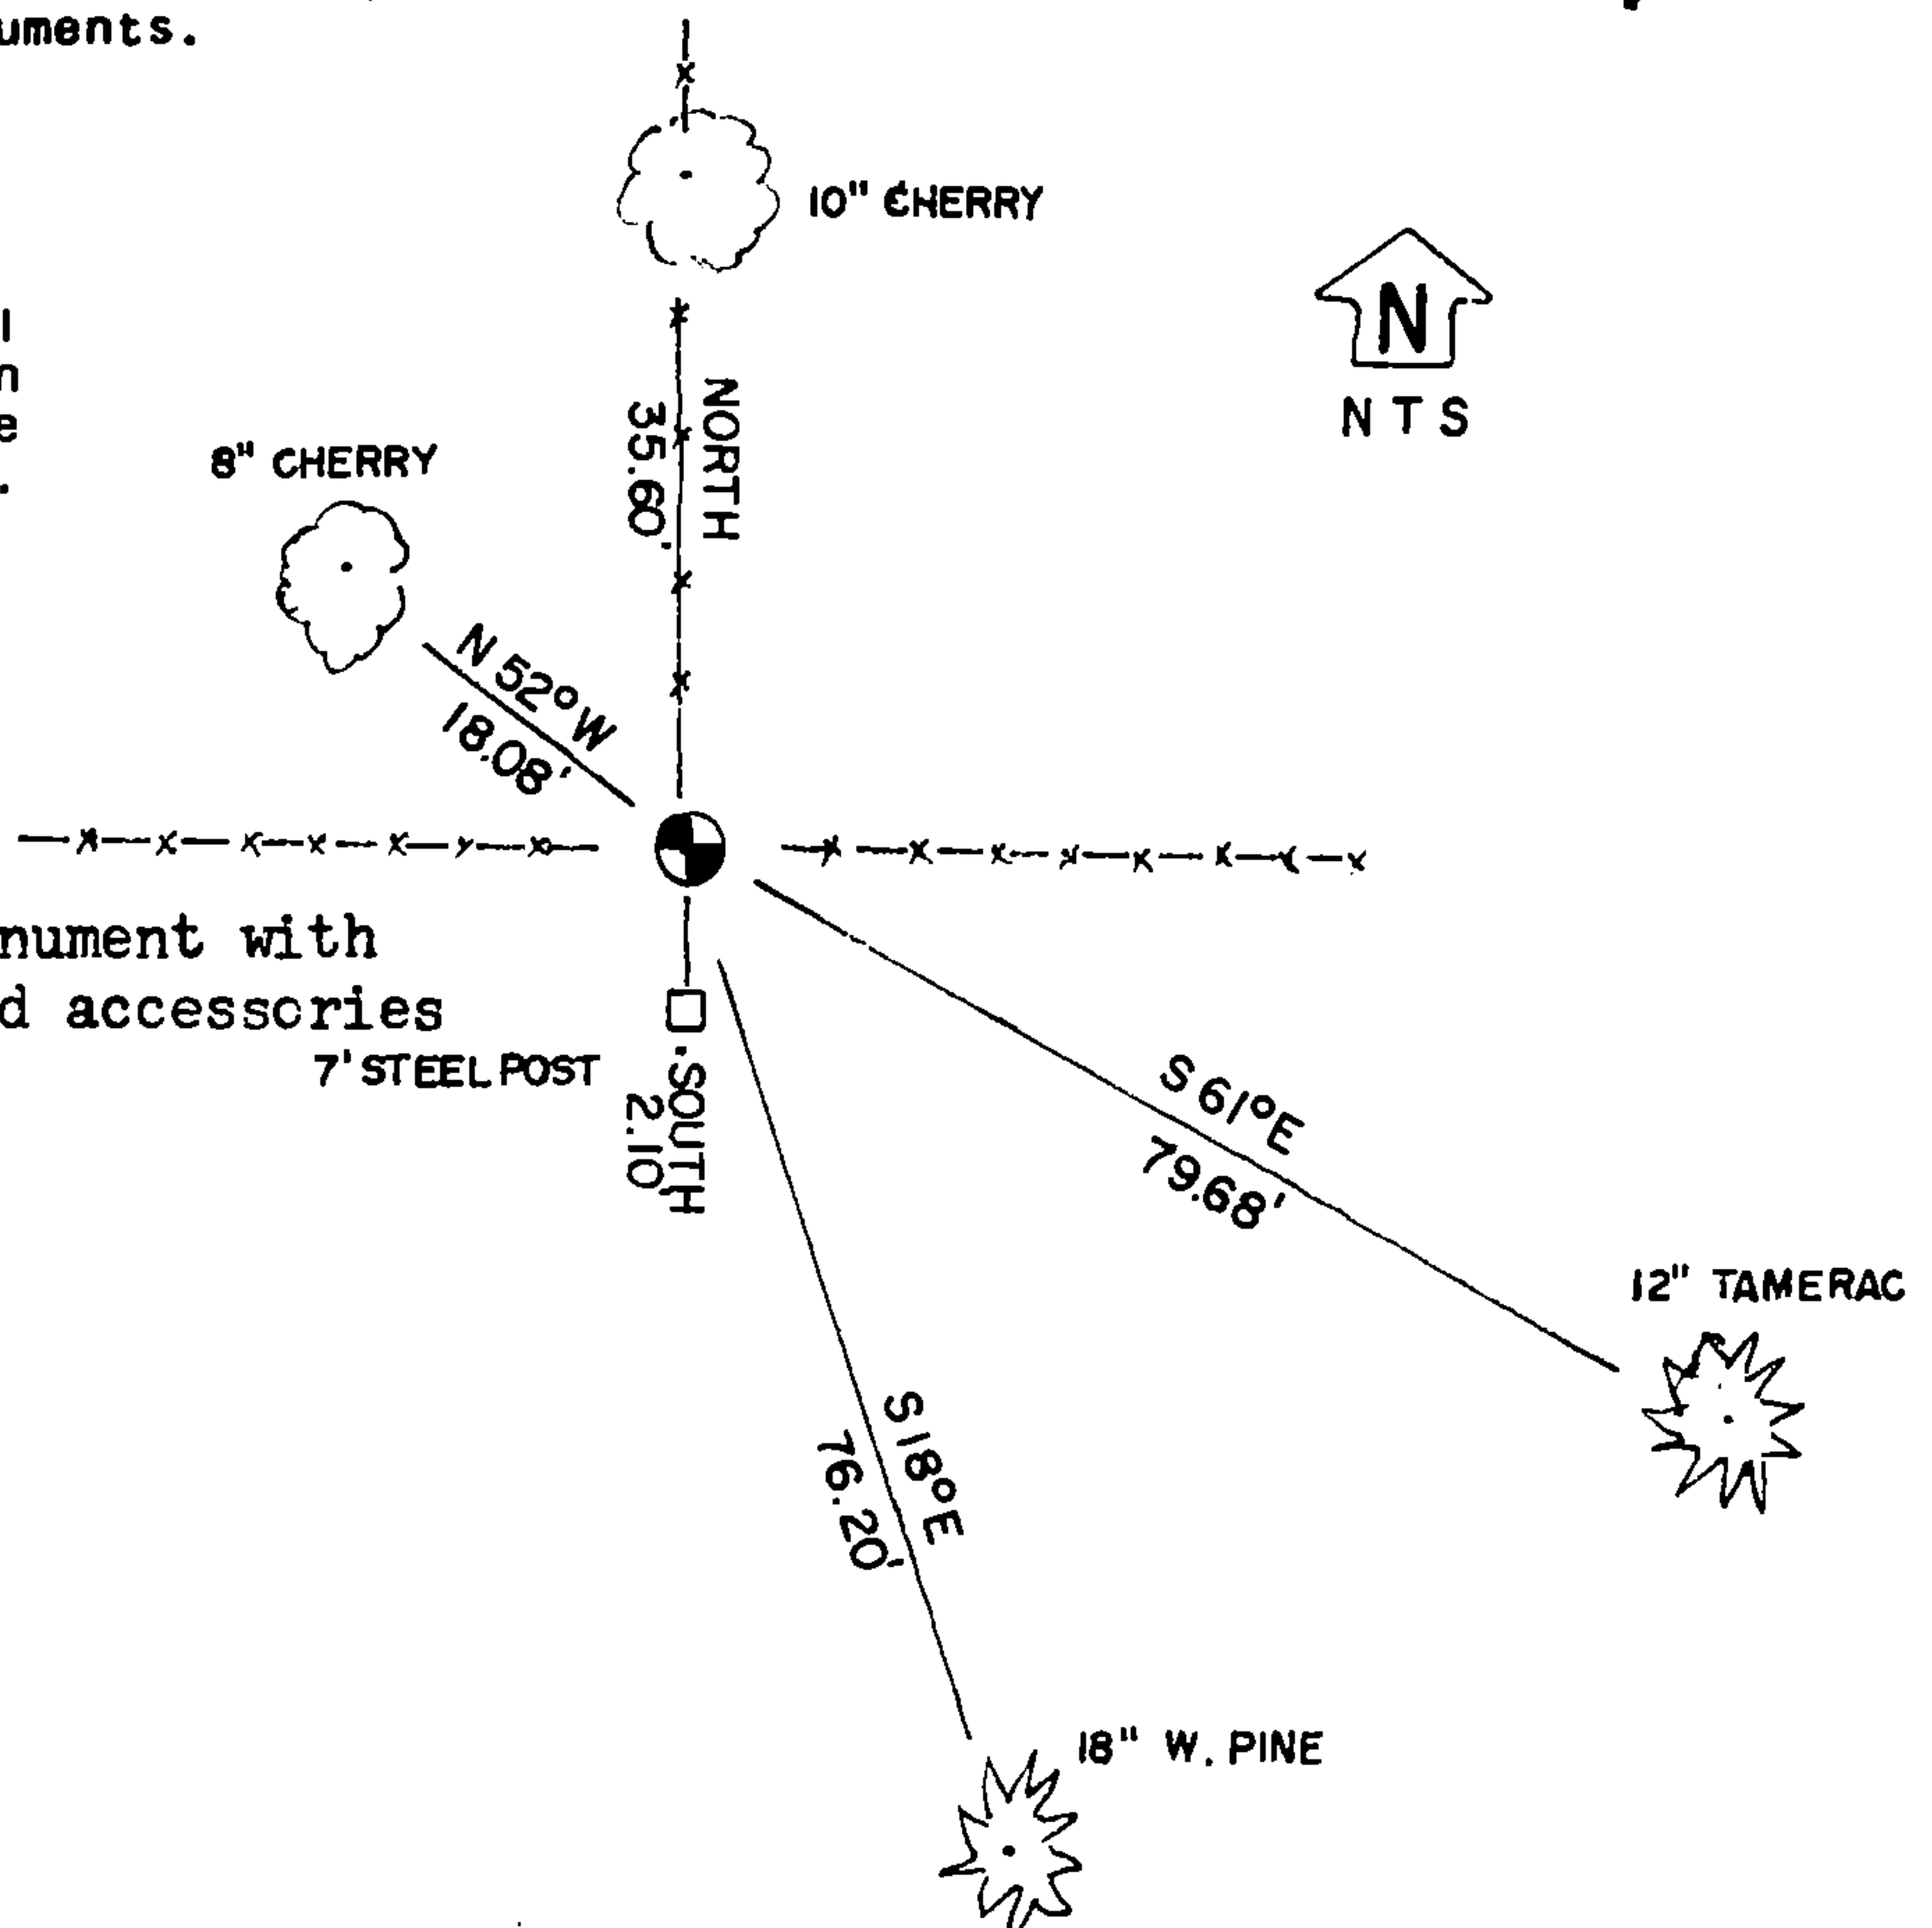 uments.
10" CHERRY
N
NTS
l
n
e
.
8" CHERRY
NORTH
35.60'
N 52° W
18.08'
nument with
d accessories
7' STEEL POST
SOUTH
2.10'
S 61° E
79.68'
12" TAMERAC
S 18° E
76.20'
18" W. PINE